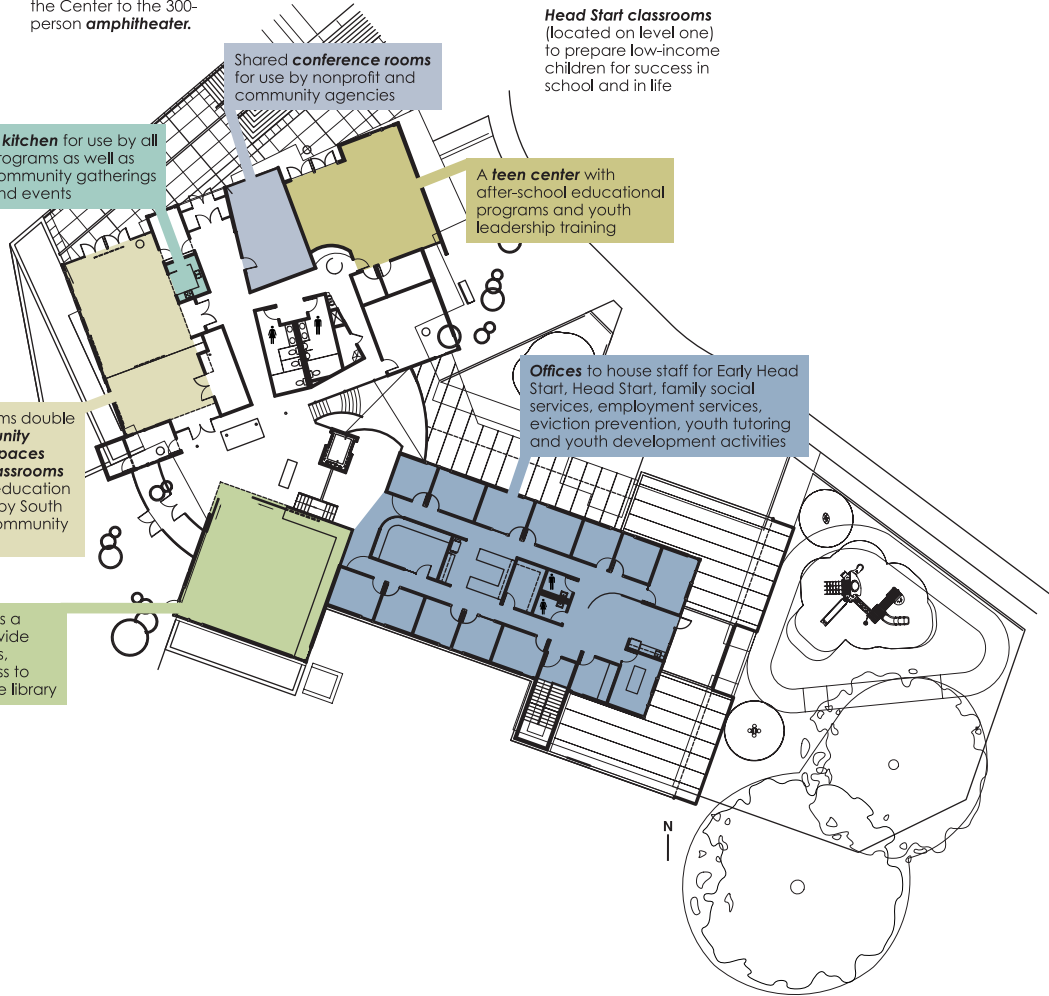 the Center to the 300-
person amphitheater.
Head Start classrooms
(located on level one)
to prepare low-income
children for success in
school and in life
Shared conference rooms
for use by nonprofit and
community agencies
kitchen for use by all
rograms as well as
ommunity gatherings
nd events
A teen center with
after-school educational
programs and youth
leadership training
Offices to house staff for Early Head
Start, Head Start, family social
services, employment services,
eviction prevention, youth tutoring
and youth development activities
ms double
unity
paces
assrooms
education
by South
ommunity
s a
vide
s,
ss to
e library
N